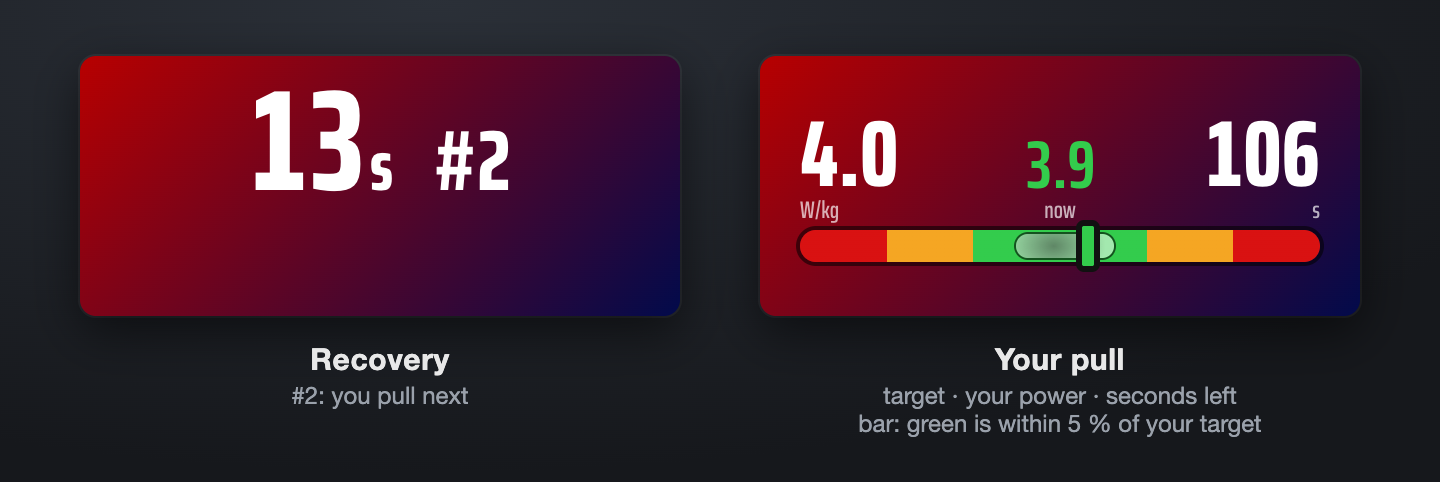 13s #2
4.0 3.9 106
W/kg now s
Recovery
#2: you pull next
Your pull
target · your power · seconds left
bar: green is within 5 % of your target